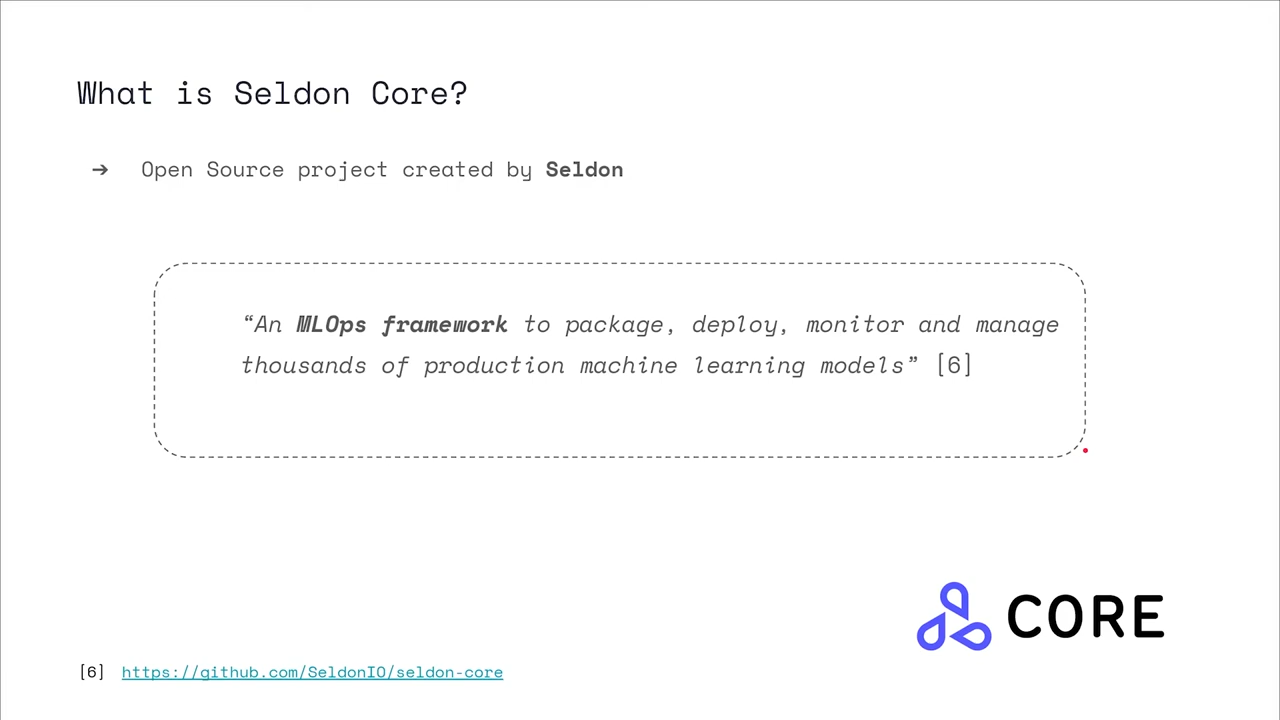 What is Seldon Core?
➔ Open Source project created by Seldon
“An MLOps framework to package, deploy, monitor and manage
thousands of production machine learning models” [6]
CORE
[6] https://github.com/SeldonIO/seldon-core